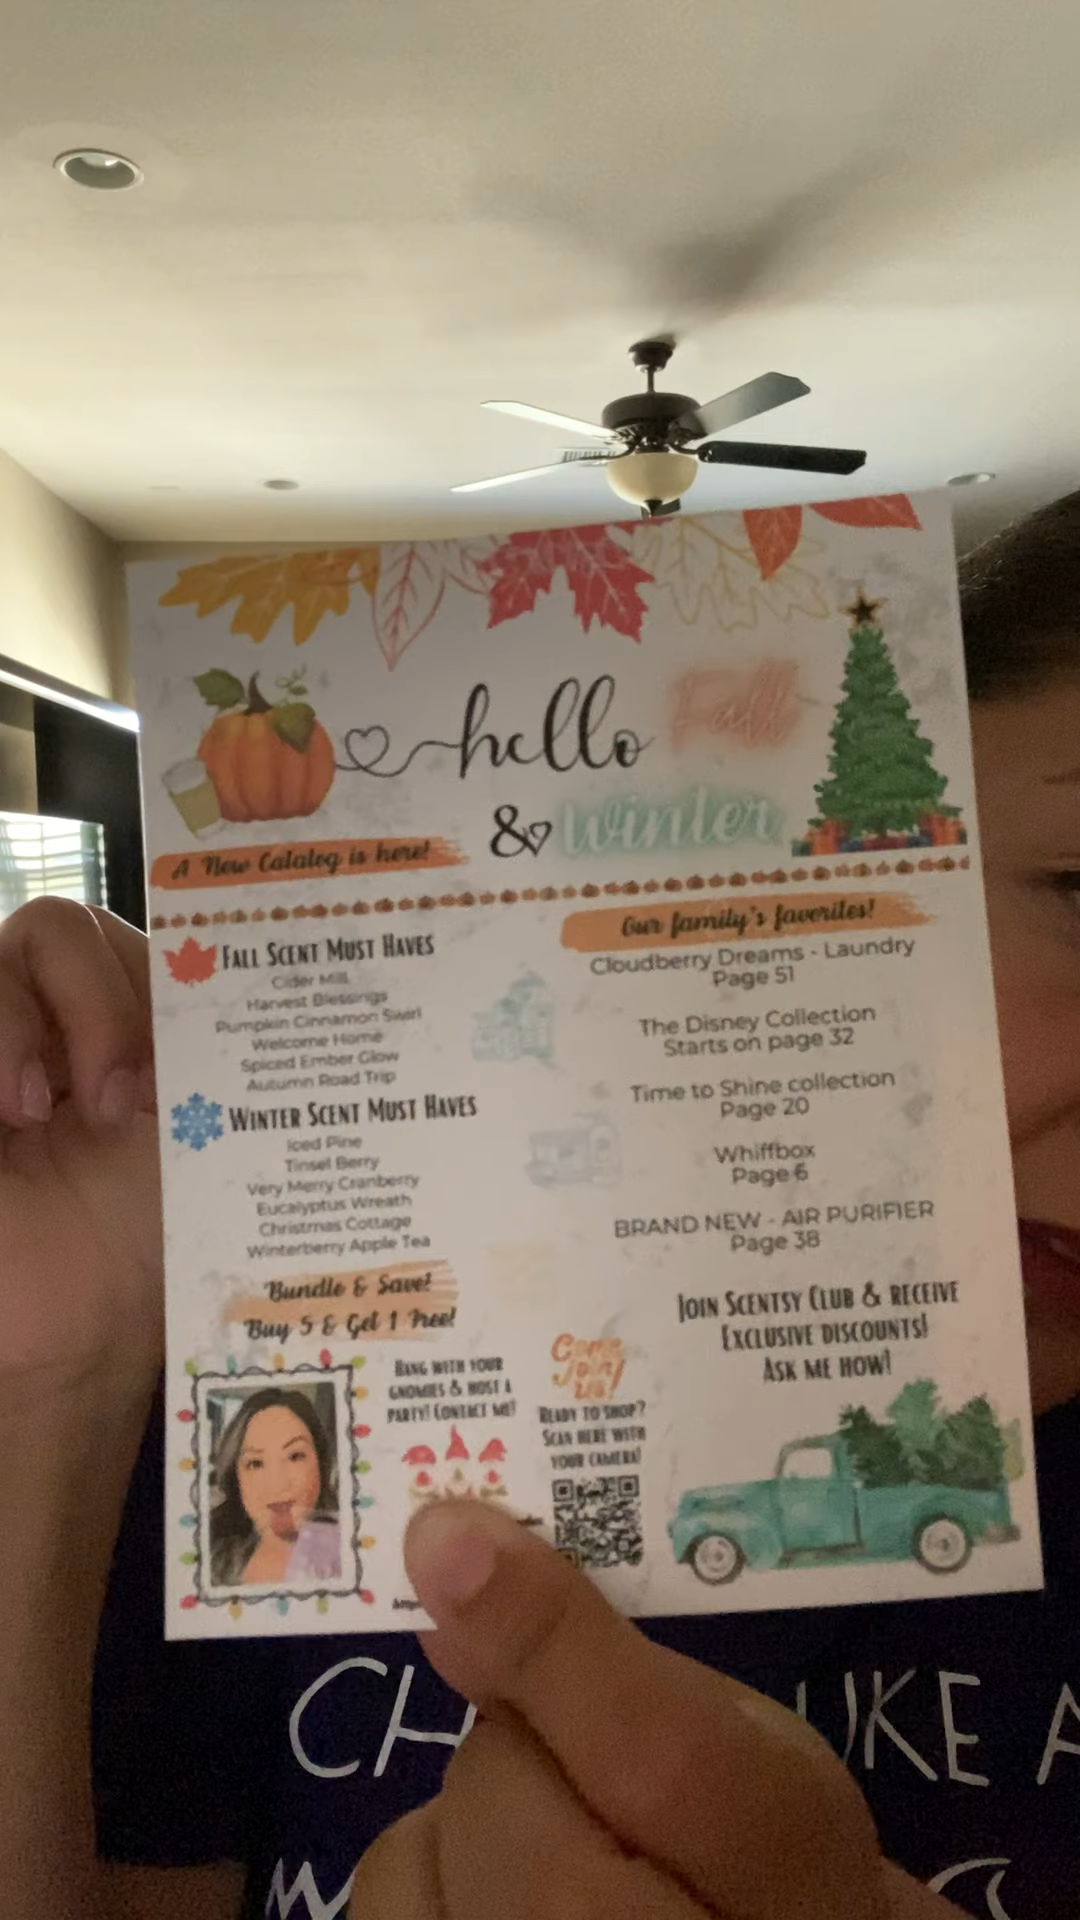 hello Fall
& Winter
A New Catalog is here!
FALL SCENT MUST HAVES
Cider Mill
Harvest Blessings
Pumpkin Cinnamon Swirl
Welcome Home
Spiced Ember Glow
Autumn Road Trip
WINTER SCENT MUST HAVES
Iced Pine
Tinsel Berry
Very Merry Cranberry
Eucalyptus Wreath
Christmas Cottage
Winterberry Apple Tea
Bundle & Save!
Buy 5 & Get 1 Free!
Our family's favorites!
Cloudberry Dreams - Laundry
Page 51
The Disney Collection
Starts on page 32
Time to Shine collection
Page 20
Whiffbox
Page 6
BRAND NEW - AIR PURIFIER
Page 38
JOIN SCENTSY CLUB & RECEIVE
EXCLUSIVE DISCOUNTS!
ASK ME HOW!
HANG WITH YOUR
GNOMIES & HOST A
PARTY! CONTACT ME!
Come
Join
us!
READY TO SHOP?
SCAN HERE WITH
YOUR CAMERA!